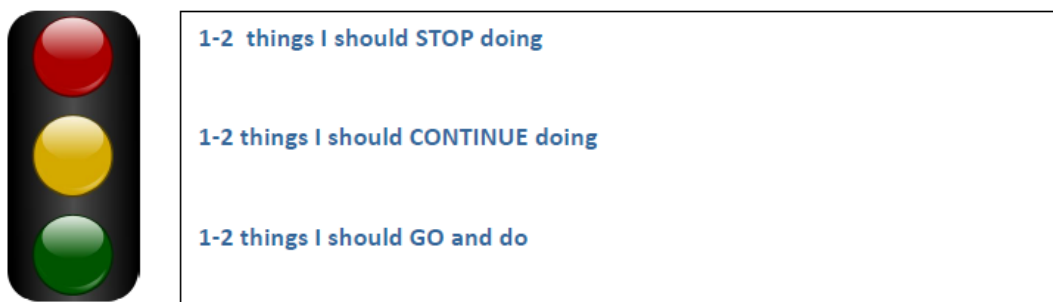 1-2  things I should STOP doing
1-2 things I should CONTINUE doing
1-2 things I should GO and do